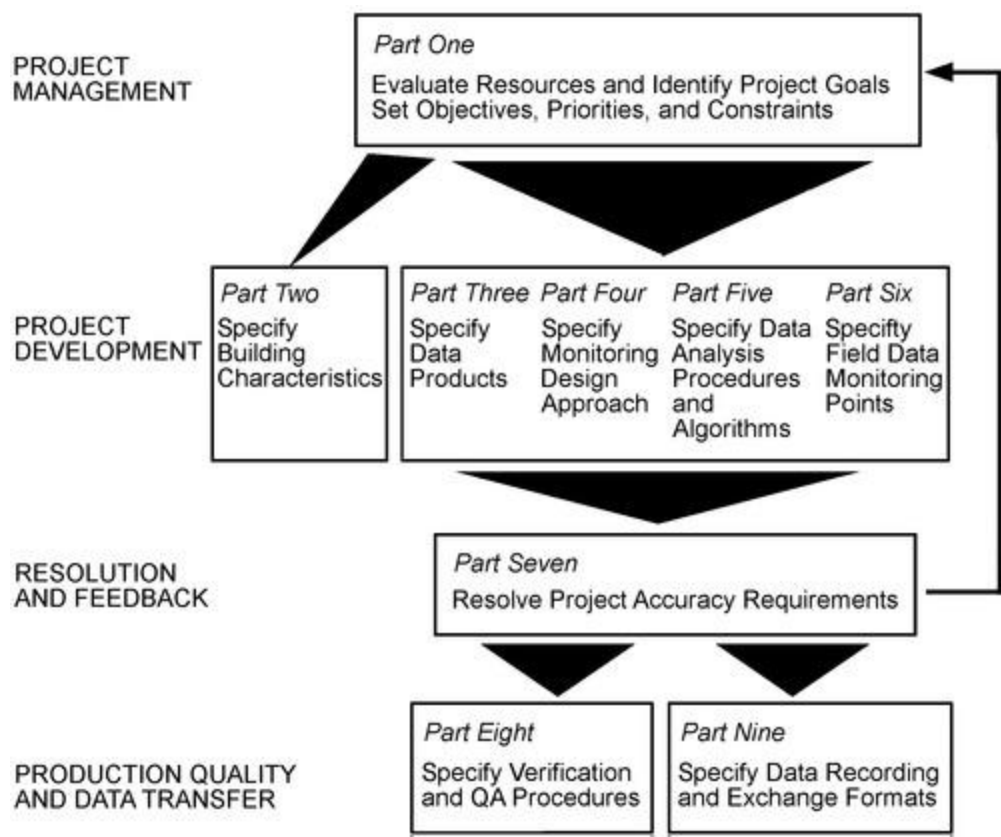 PROJECT
MANAGEMENT
Part One
Evaluate Resources and Identify Project Goals
Set Objectives, Priorities, and Constraints
PROJECT
DEVELOPMENT
Part Two
Specify
Building
Characteristics
Part Three
Specify
Data
Products
Part Four
Specify
Monitoring
Design
Approach
Part Five
Specify Data
Analysis
Procedures
and
Algorithms
Part Six
Specifty
Field Data
Monitoring
Points
RESOLUTION
AND FEEDBACK
Part Seven
Resolve Project Accuracy Requirements
PRODUCTION QUALITY
AND DATA TRANSFER
Part Eight
Specify Verification
and QA Procedures
Part Nine
Specify Data Recording
and Exchange Formats